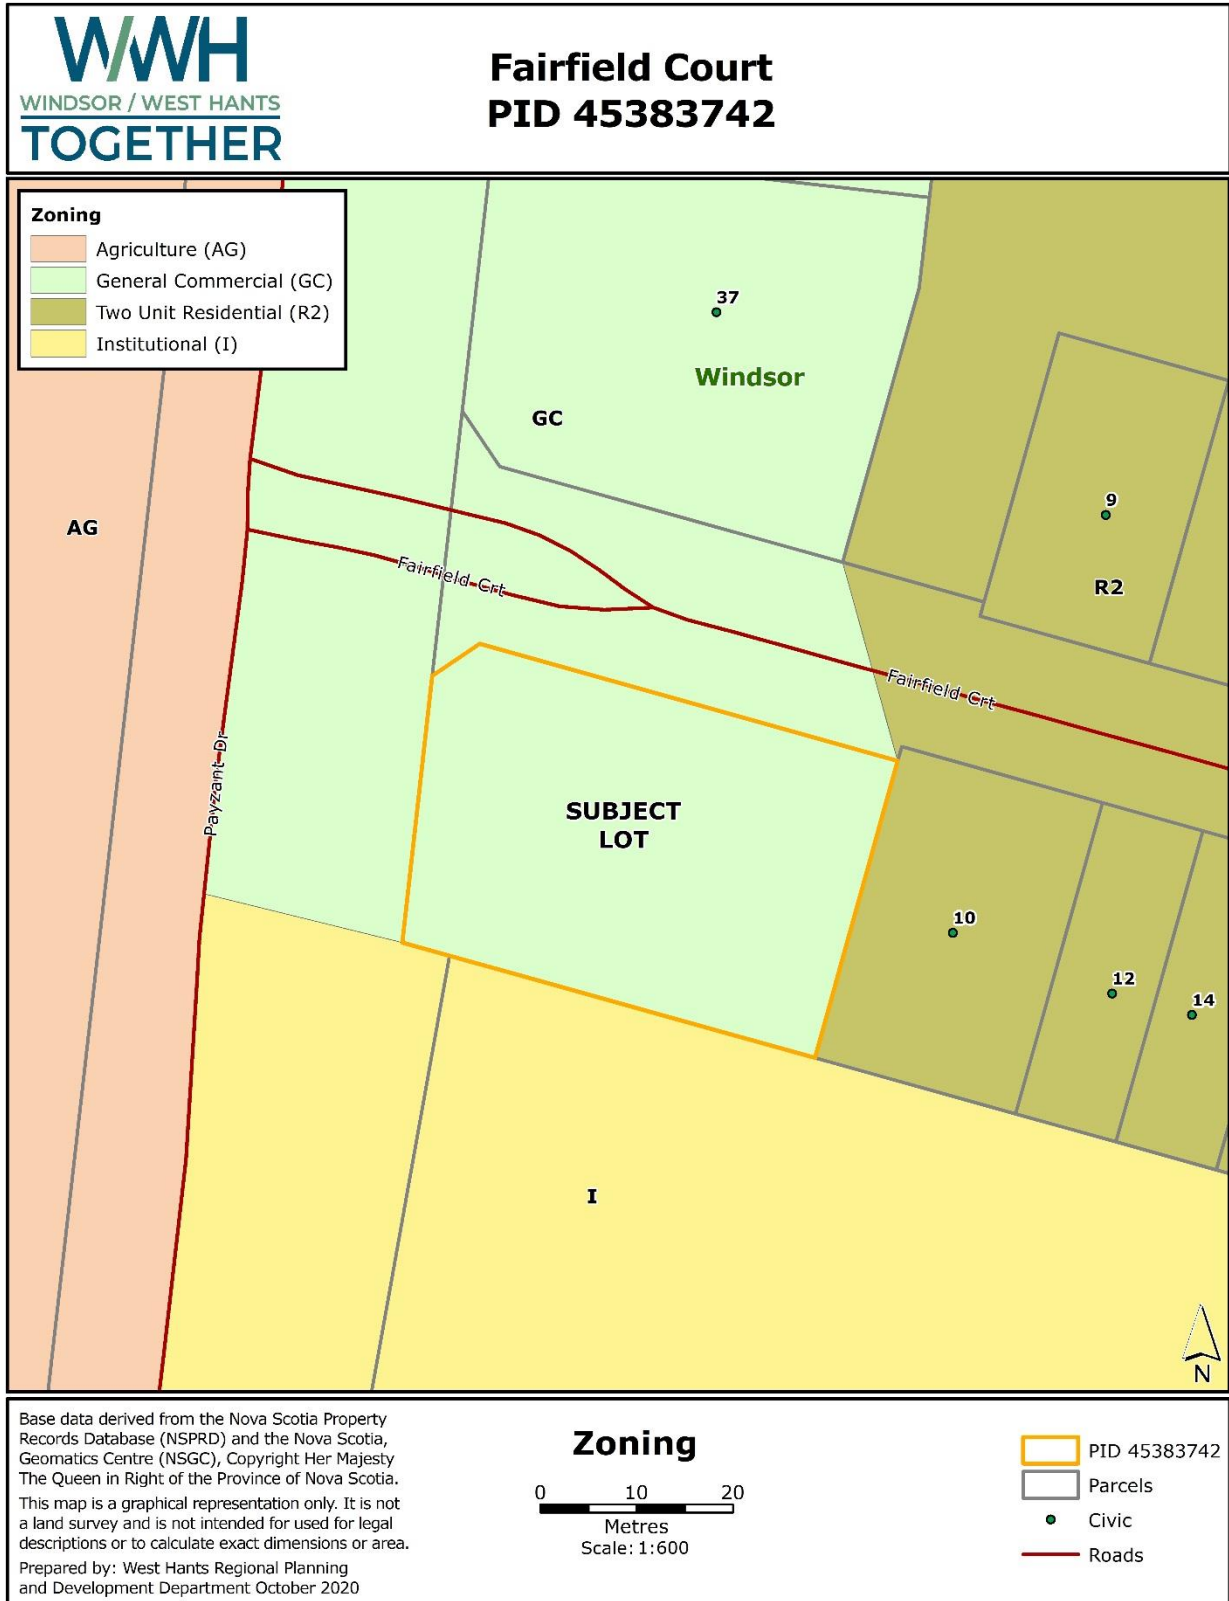 WWH
WINDSOR / WEST HANTS
TOGETHER
Fairfield Court
PID 45383742
Zoning
Agriculture (AG)
General Commercial (GC)
Two Unit Residential (R2)
Institutional (I)
37
Windsor
GC
AG
9
R2
Fairfield Crt
Fairfield Crt
Payzant Dr
SUBJECT
LOT
10
12
14
I
N
Base data derived from the Nova Scotia Property
Records Database (NSPRD) and the Nova Scotia,
Geomatics Centre (NSGC), Copyright Her Majesty
The Queen in Right of the Province of Nova Scotia.
This map is a graphical representation only. It is not
a land survey and is not intended for used for legal
descriptions or to calculate exact dimensions or area.
Prepared by: West Hants Regional Planning
and Development Department October 2020
Zoning
0 10 20
Metres
Scale: 1:600
PID 45383742
Parcels
Civic
Roads